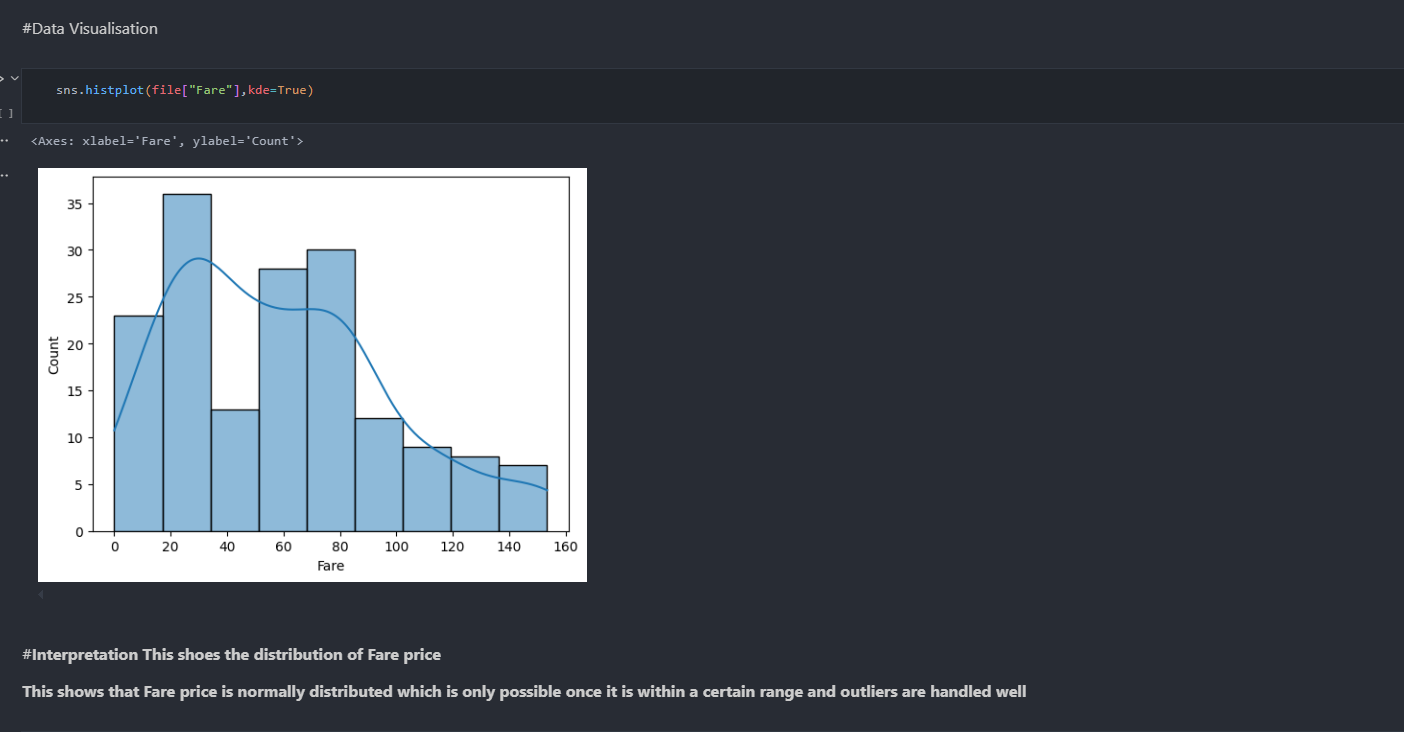 #Data Visualisation
sns.histplot(file["Fare"],kde=True)
[ ]
<Axes: xlabel='Fare', ylabel='Count'>
35
30
25
20
15
10
5
0
Count
0 20 40 60 80 100 120 140 160
Fare
#Interpretation This shoes the distribution of Fare price
This shows that Fare price is normally distributed which is only possible once it is within a certain range and outliers are handled well